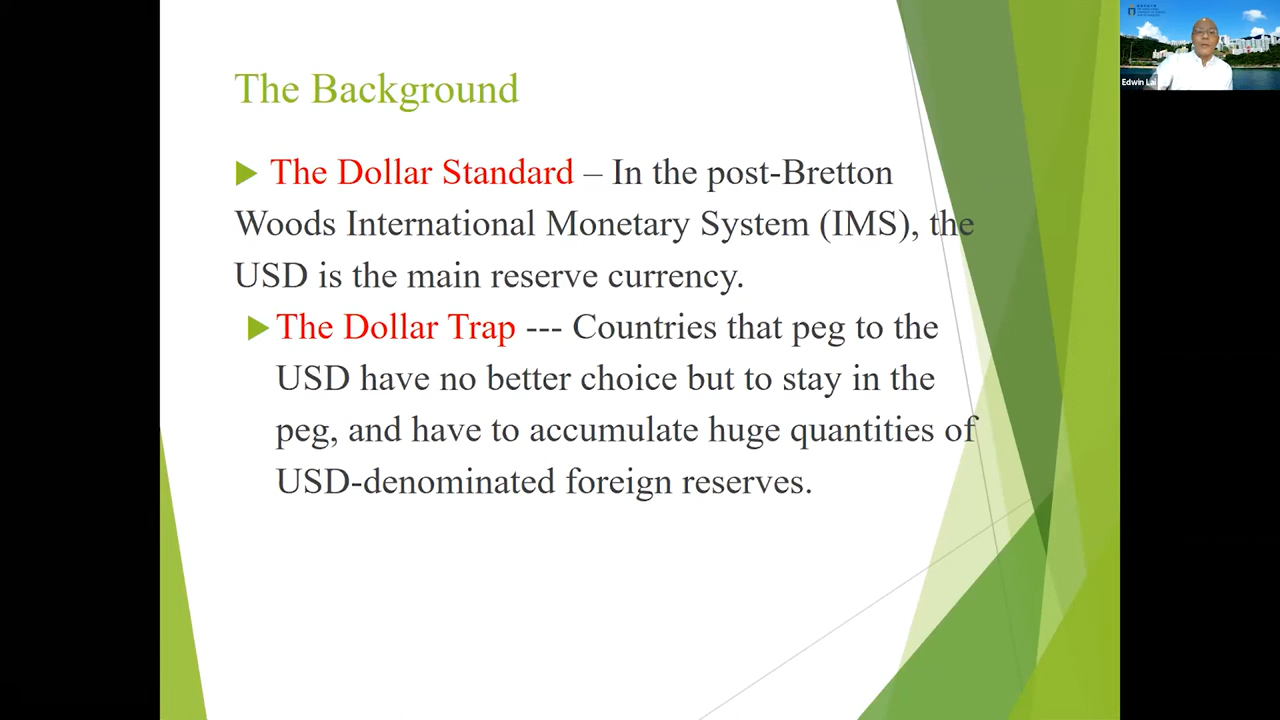 The Background
The Dollar Standard – In the post-Bretton
Woods International Monetary System (IMS), the
USD is the main reserve currency.
The Dollar Trap --- Countries that peg to the
USD have no better choice but to stay in the
peg, and have to accumulate huge quantities of
USD-denominated foreign reserves.
Edwin Lai